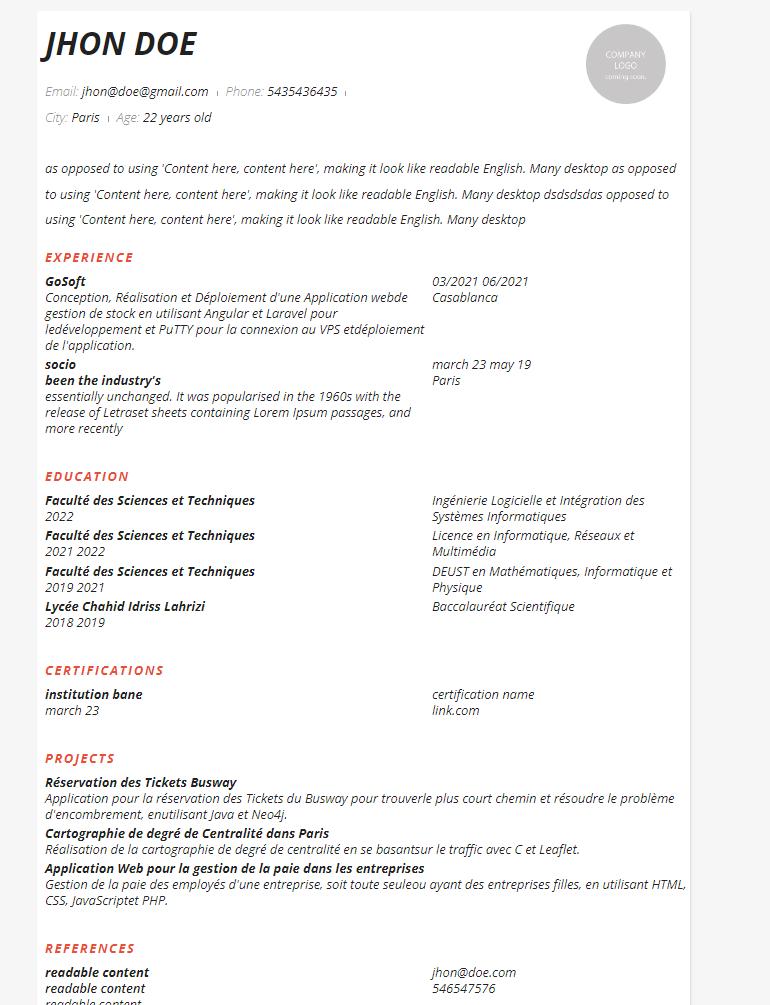 JHON DOE
COMPANY
LOGO
coming soon.
Email: jhon@doe@gmail.com ı Phone: 5435436435 ı
City: Paris ı Age: 22 years old
as opposed to using 'Content here, content here', making it look like readable English. Many desktop as opposed
to using 'Content here, content here', making it look like readable English. Many desktop dsdsdsdas opposed to
using 'Content here, content here', making it look like readable English. Many desktop
EXPERIENCE
GoSoft 03/2021 06/2021
Conception, Réalisation et Déploiement d'une Application webde Casablanca
gestion de stock en utilisant Angular et Laravel pour
ledéveloppement et PuTTY pour la connexion au VPS etdéploiement
de l'application.
socio march 23 may 19
been the industry's Paris
essentially unchanged. It was popularised in the 1960s with the
release of Letraset sheets containing Lorem Ipsum passages, and
more recently
EDUCATION
Faculté des Sciences et Techniques Ingénierie Logicielle et Intégration des
2022 Systèmes Informatiques
Faculté des Sciences et Techniques Licence en Informatique, Réseaux et
2021 2022 Multimédia
Faculté des Sciences et Techniques DEUST en Mathématiques, Informatique et
2019 2021 Physique
Lycée Chahid Idriss Lahrizi Baccalauréat Scientifique
2018 2019
CERTIFICATIONS
institution bane certification name
march 23 link.com
PROJECTS
Réservation des Tickets Busway
Application pour la réservation des Tickets du Busway pour trouverle plus court chemin et résoudre le problème
d'encombrement, enutilisant Java et Neo4j.
Cartographie de degré de Centralité dans Paris
Réalisation de la cartographie de degré de centralité en se basantsur le traffic avec C et Leaflet.
Application Web pour la gestion de la paie dans les entreprises
Gestion de la paie des employés d'une entreprise, soit toute seuleou ayant des entreprises filles, en utilisant HTML,
CSS, JavaScriptet PHP.
REFERENCES
readable content jhon@doe.com
readable content 546547576
readable content